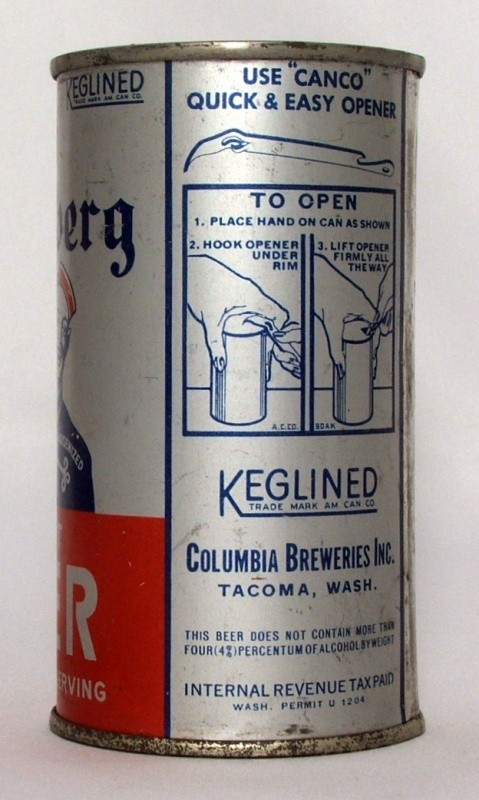 KEGLINED
TRADE MARK AM CAN CO.
berg
ER
ERVING
USE "CANCO"
QUICK & EASY OPENER
TO OPEN
1. PLACE HAND ON CAN AS SHOWN
2. HOOK OPENER
UNDER
RIM
3. LIFT OPENER
FIRMLY ALL
THE WAY
A.C.CO.
80AK
KEGLINED
TRADE MARK AM CAN CO
COLUMBIA BREWERIES INC.
TACOMA, WASH.
THIS BEER DOES NOT CONTAIN MORE THAN
FOUR (4%) PERCENTUM OF ALCOHOL BY WEIGHT
INTERNAL REVENUE TAX PAID
WASH. PERMIT U 1204